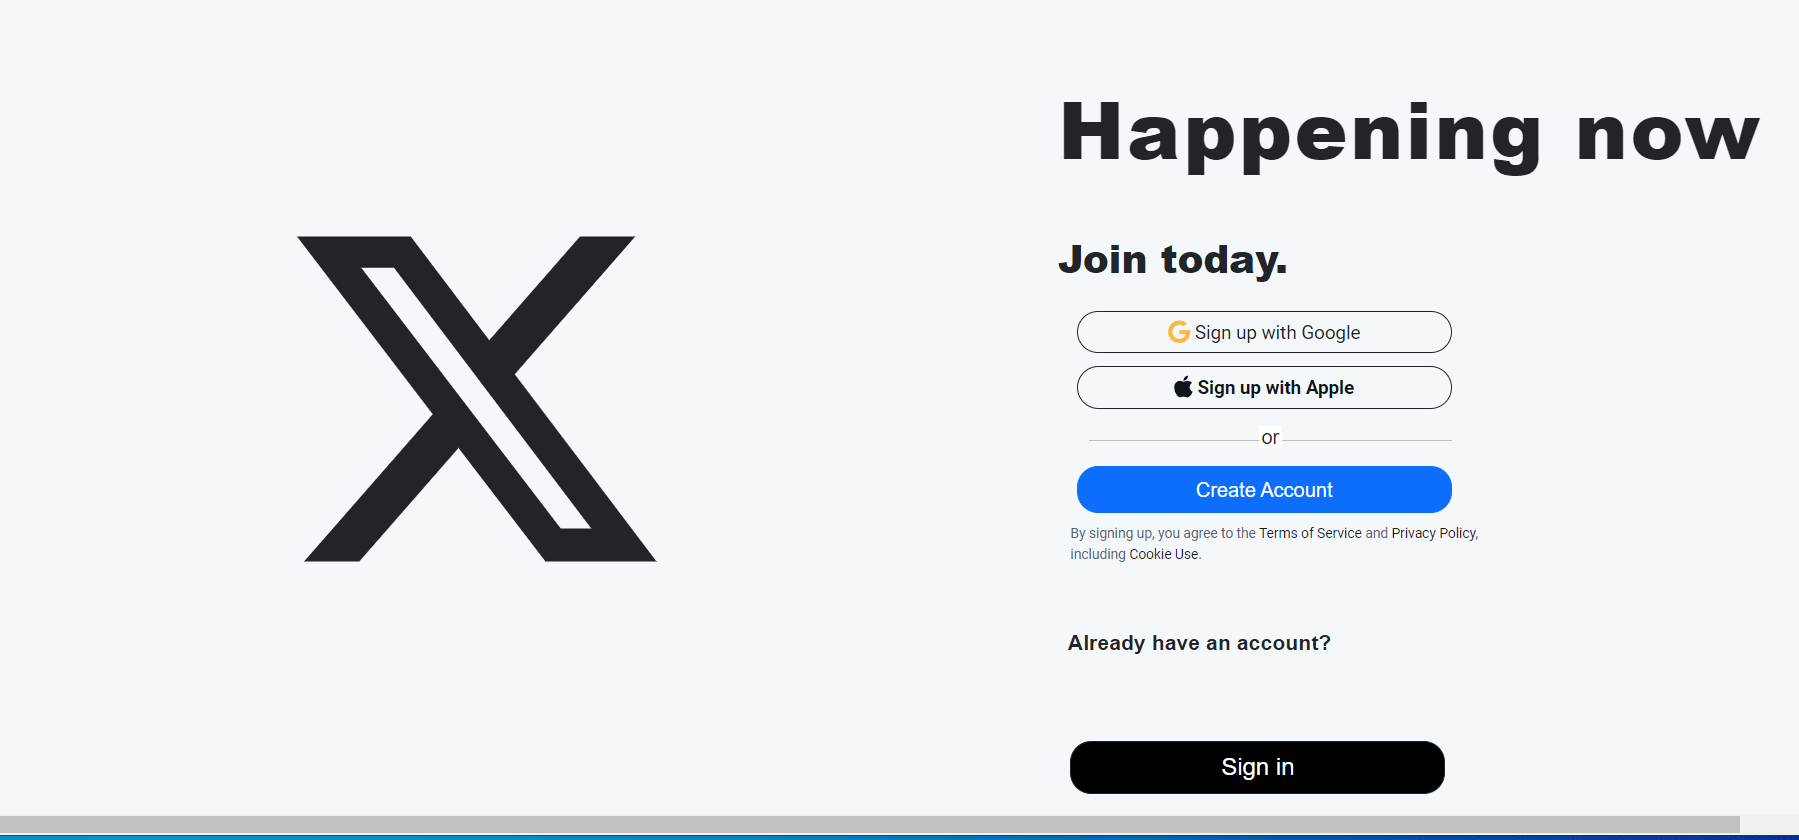 Happening now
Join today.
Sign up with Google
Sign up with Apple
or
Create Account
By signing up, you agree to the Terms of Service and Privacy Policy,
including Cookie Use.
Already have an account?
Sign in